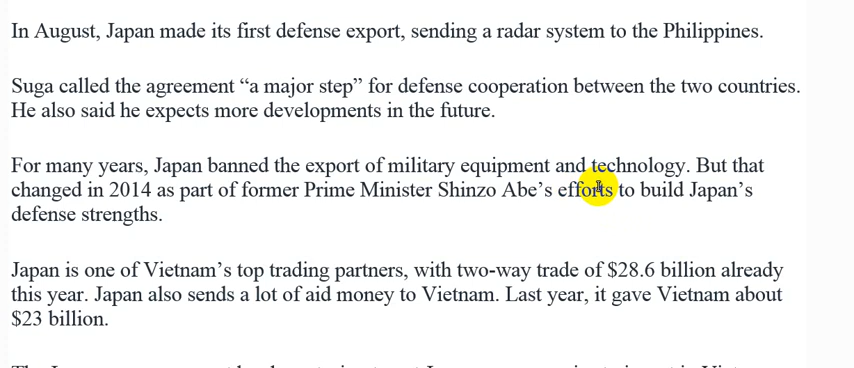 In August, Japan made its first defense export, sending a radar system to the Philippines.
Suga called the agreement “a major step” for defense cooperation between the two countries.
He also said he expects more developments in the future.
For many years, Japan banned the export of military equipment and technology. But that
changed in 2014 as part of former Prime Minister Shinzo Abe’s efforts to build Japan’s
defense strengths.
Japan is one of Vietnam’s top trading partners, with two-way trade of $28.6 billion already
this year. Japan also sends a lot of aid money to Vietnam. Last year, it gave Vietnam about
$23 billion.